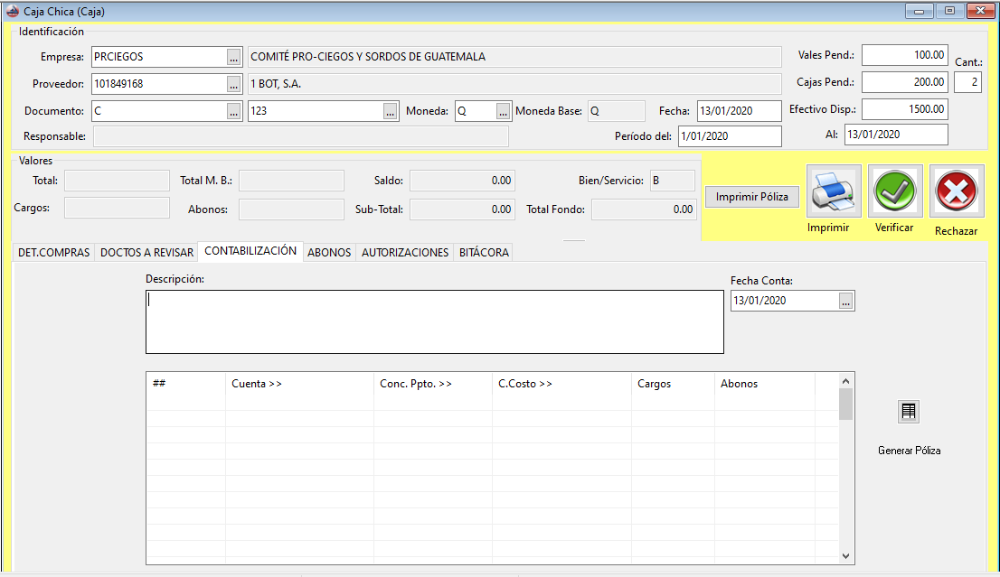 Caja Chica (Caja)
Identificación
Empresa: PRCIEGOS ... COMITÉ PRO-CIEGOS Y SORDOS DE GUATEMALA Vales Pend.: 100.00 Cant.:
Proveedor: 101849168 ... 1 BOT, S.A. Cajas Pend.: 200.00 2
Documento: C ... 123 ... Moneda: Q ... Moneda Base: Q Fecha: 13/01/2020 Efectivo Disp.: 1500.00
Responsable: Período del: 1/01/2020 Al: 13/01/2020
Valores
Total: Total M. B.: Saldo: 0.00 Bien/Servicio: B
Cargos: Abonos: Sub-Total: 0.00 Total Fondo: 0.00
Imprimir Póliza
Imprimir Verificar Rechazar
DET.COMPRAS DOCTOS A REVISAR CONTABILIZACIÓN ABONOS AUTORIZACIONES BITÁCORA
Descripción: Fecha Conta:
13/01/2020 ...
## Cuenta >> Conc. Ppto. >> C.Costo >> Cargos Abonos
Generar Póliza